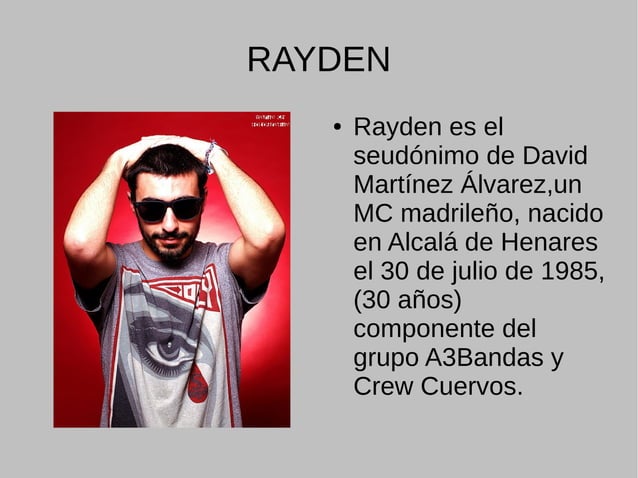 RAYDEN
• Rayden es el
seudónimo de David
Martínez Álvarez,un
MC madrileño, nacido
en Alcalá de Henares
el 30 de julio de 1985,
(30 años)
componente del
grupo A3Bandas y
Crew Cuervos.